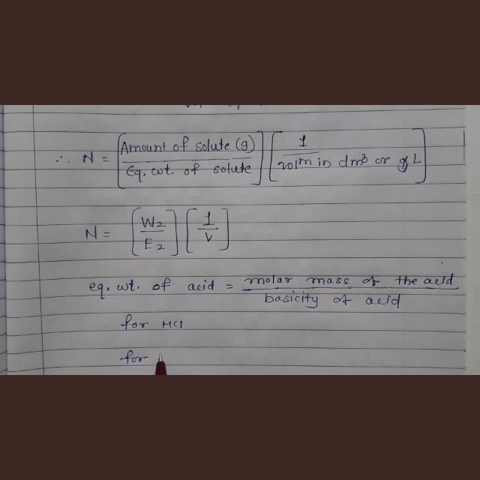 ∴ N = [Amount of solute (g) / Eq. wt. of solute] [1 / volm in dm³ or L]
N = [W₂ / E₂] [1 / V]
eq. wt. of acid = molar mass of the acid / basicity of acid
for HCl
for